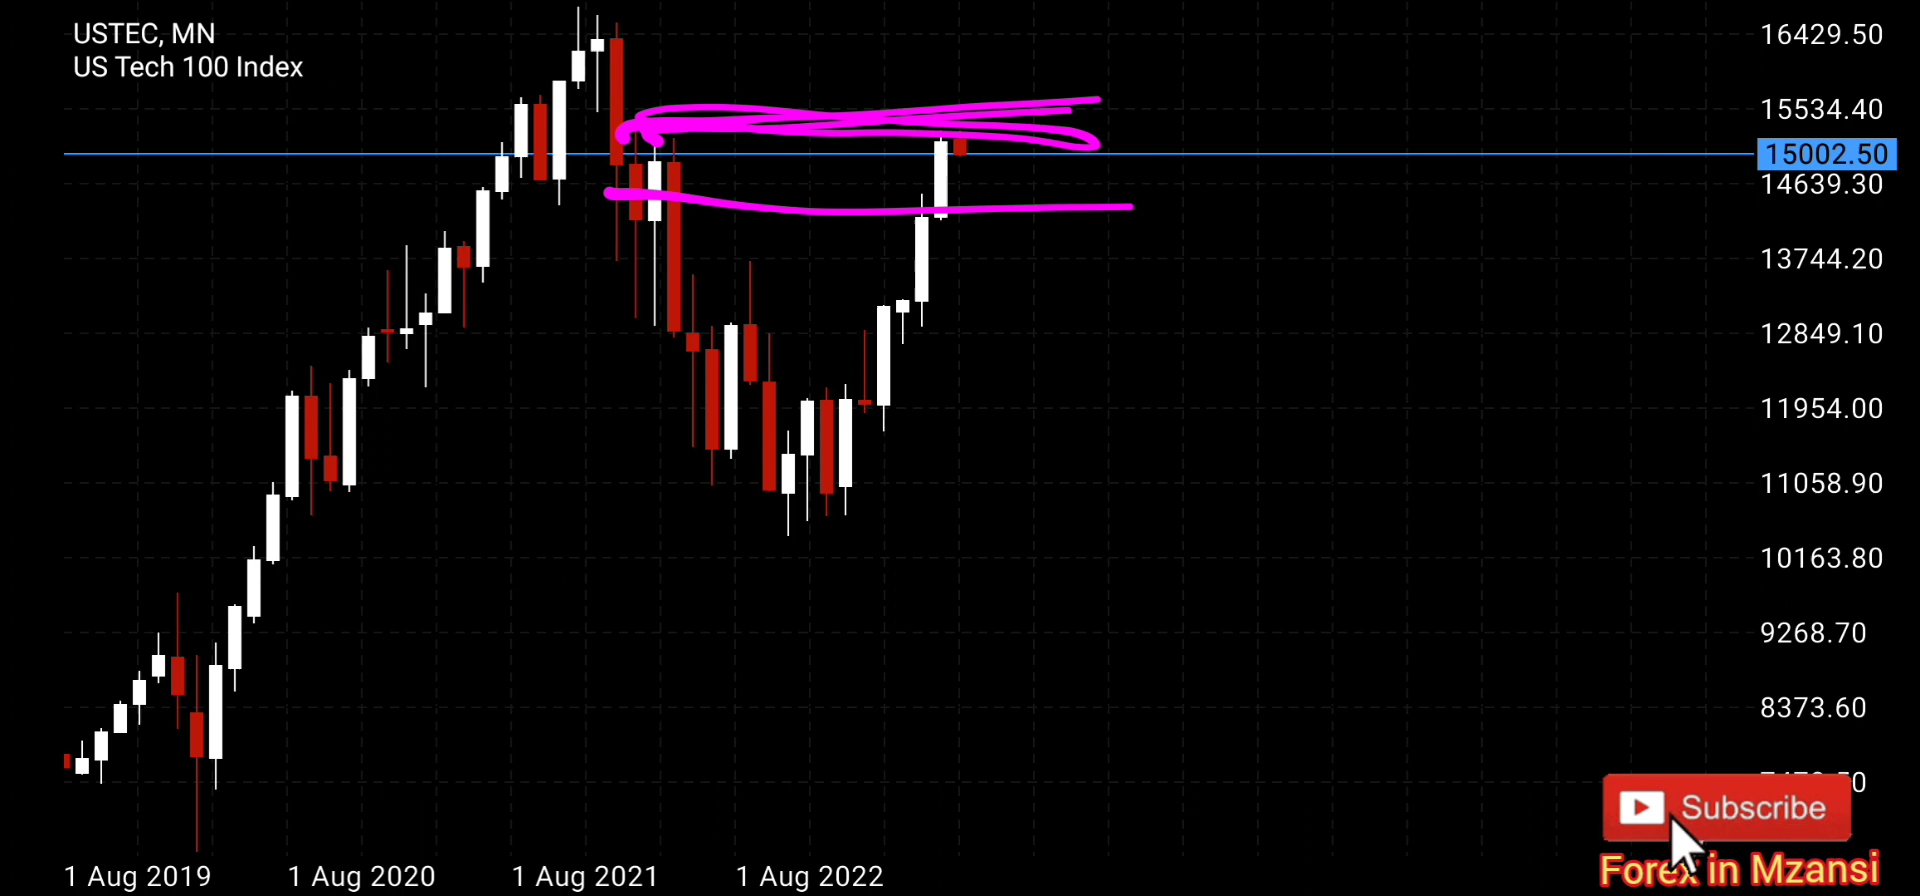 USTEC, MN
US Tech 100 Index
16429.50
15534.40
15002.50
14639.30
13744.20
12849.10
11954.00
11058.90
10163.80
9268.70
8373.60
Subscribe
Forex in Mzansi
1 Aug 2019 1 Aug 2020 1 Aug 2021 1 Aug 2022